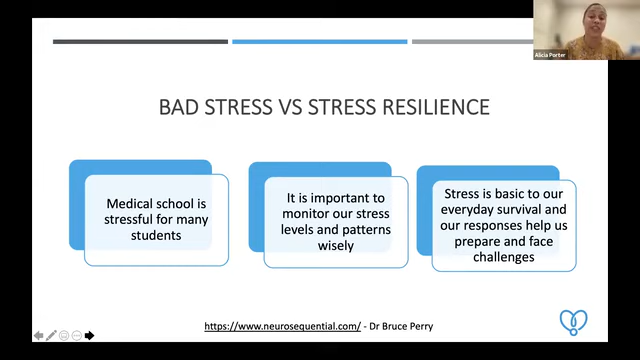 Alicia Porter
BAD STRESS VS STRESS RESILIENCE
Medical school is
stressful for many
students
It is important to
monitor our stress
levels and patterns
wisely
Stress is basic to our
everyday survival and
our responses help us
prepare and face
challenges
https://www.neurosequential.com/ - Dr Bruce Perry